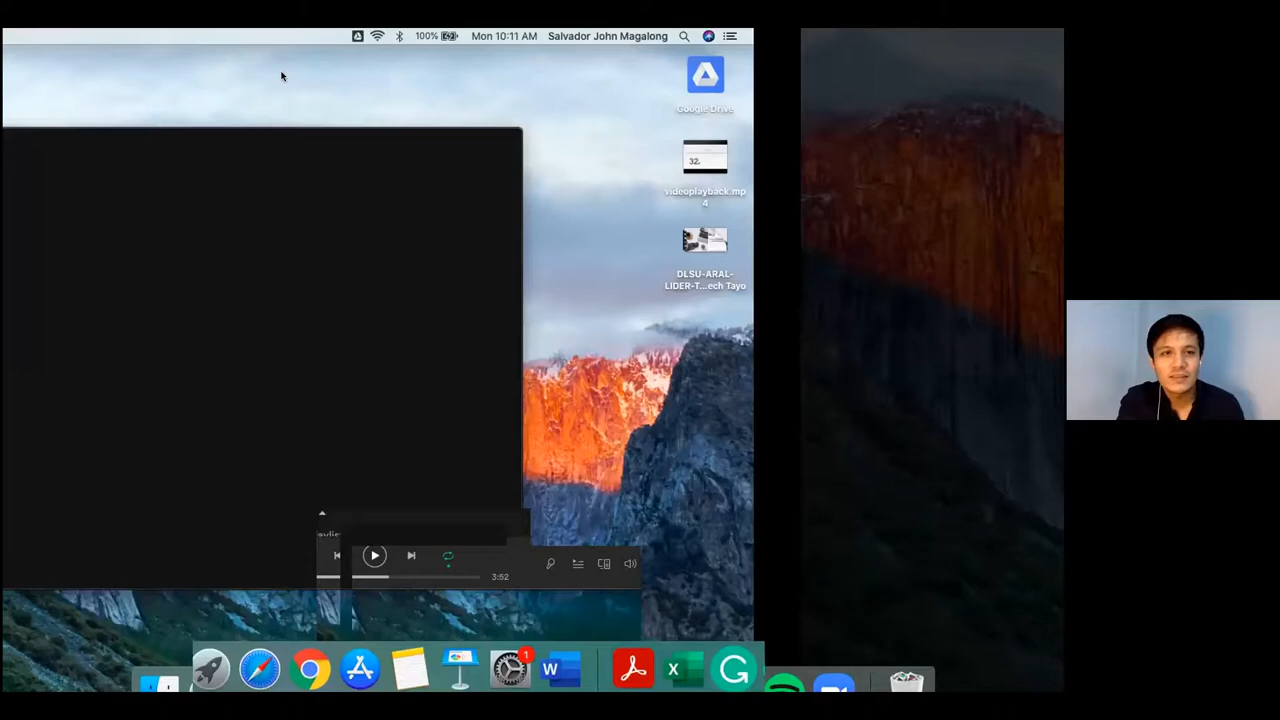 100% Mon 10:11 AM Salvador John Magalong
Google Drive
32.
videoplayback.mp
4
DLSU-ARAL-
LIDER-T...ech Tayo
3:52
1
W
X